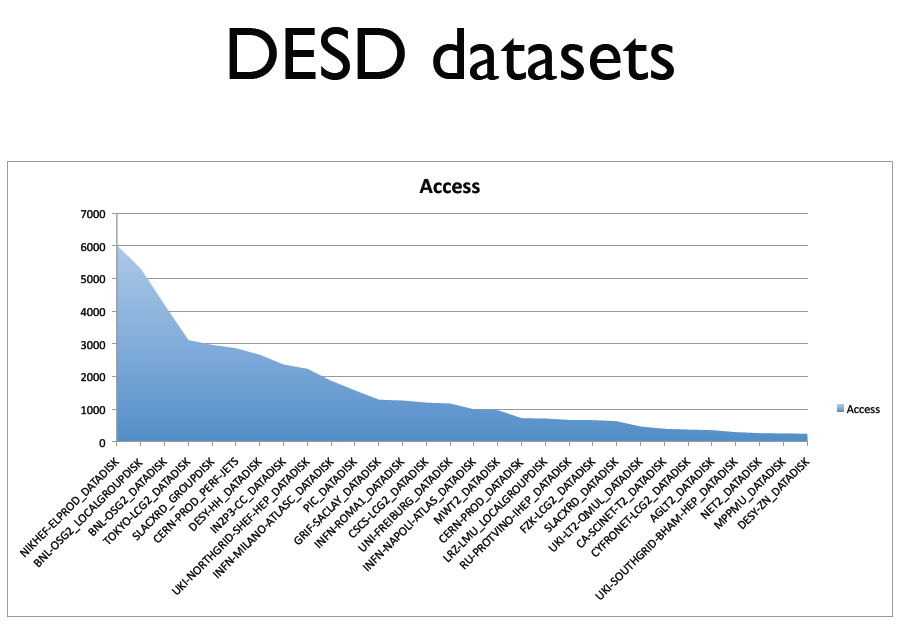 DESD datasets
Access
7000
6000
5000
4000
3000
2000
1000
0
NIKHEF-ELPROD_DATADISK
BNL-OSG2_LOCALGROUPDISK
BNL-OSG2_DATADISK
TOKYO-LCG2_DATADISK
SLACXRD_GROUPDISK
CERN-PROD_PERF-JETS
DESY-HH_DATADISK
IN2P3-CC_DATADISK
UKI-NORTHGRID-SHEF-HEP_DATADISK
INFN-MILANO-ATLASC_DATADISK
PIC_DATADISK
GRIF-SACLAY_DATADISK
INFN-ROMA1_DATADISK
CSCS-LCG2_DATADISK
UNI-FREIBURG_DATADISK
INFN-NAPOLI-ATLAS_DATADISK
MWT2_DATADISK
CERN-PROD_DATADISK
LRZ-LMU_LOCALGROUPDISK
RU-PROTVINO-IHEP_DATADISK
FZK-LCG2_DATADISK
SLACXRD_DATADISK
UKI-LT2-QMUL_DATADISK
CA-SCINET-T2_DATADISK
CYFRONET-LCG2_DATADISK
AGLT2_DATADISK
UKI-SOUTHGRID-BHAM-HEP_DATADISK
NET2_DATADISK
MPPMU_DATADISK
DESY-ZN_DATADISK
Access